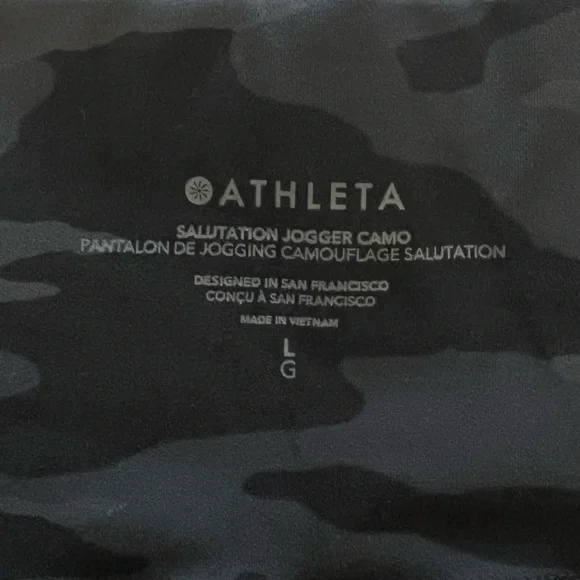 ATHLETA
SALUTATION JOGGER CAMO
PANTALON DE JOGGING CAMOUFLAGE SALUTATION
DESIGNED IN SAN FRANCISCO
CONÇU À SAN FRANCISCO
MADE IN VIETNAM
L
G